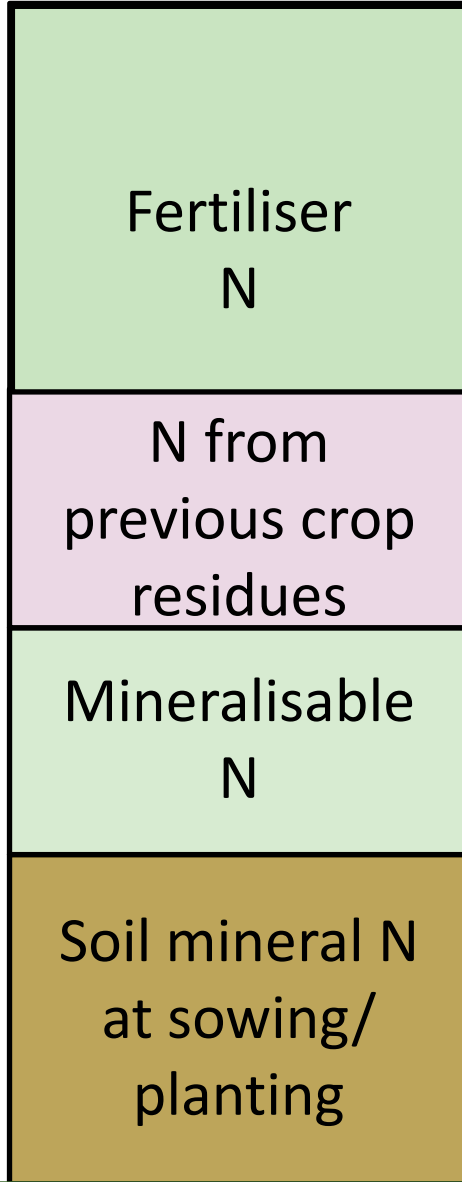 Fertiliser
N
N from
previous crop
residues
Mineralisable
N
Soil mineral N
at sowing/
planting